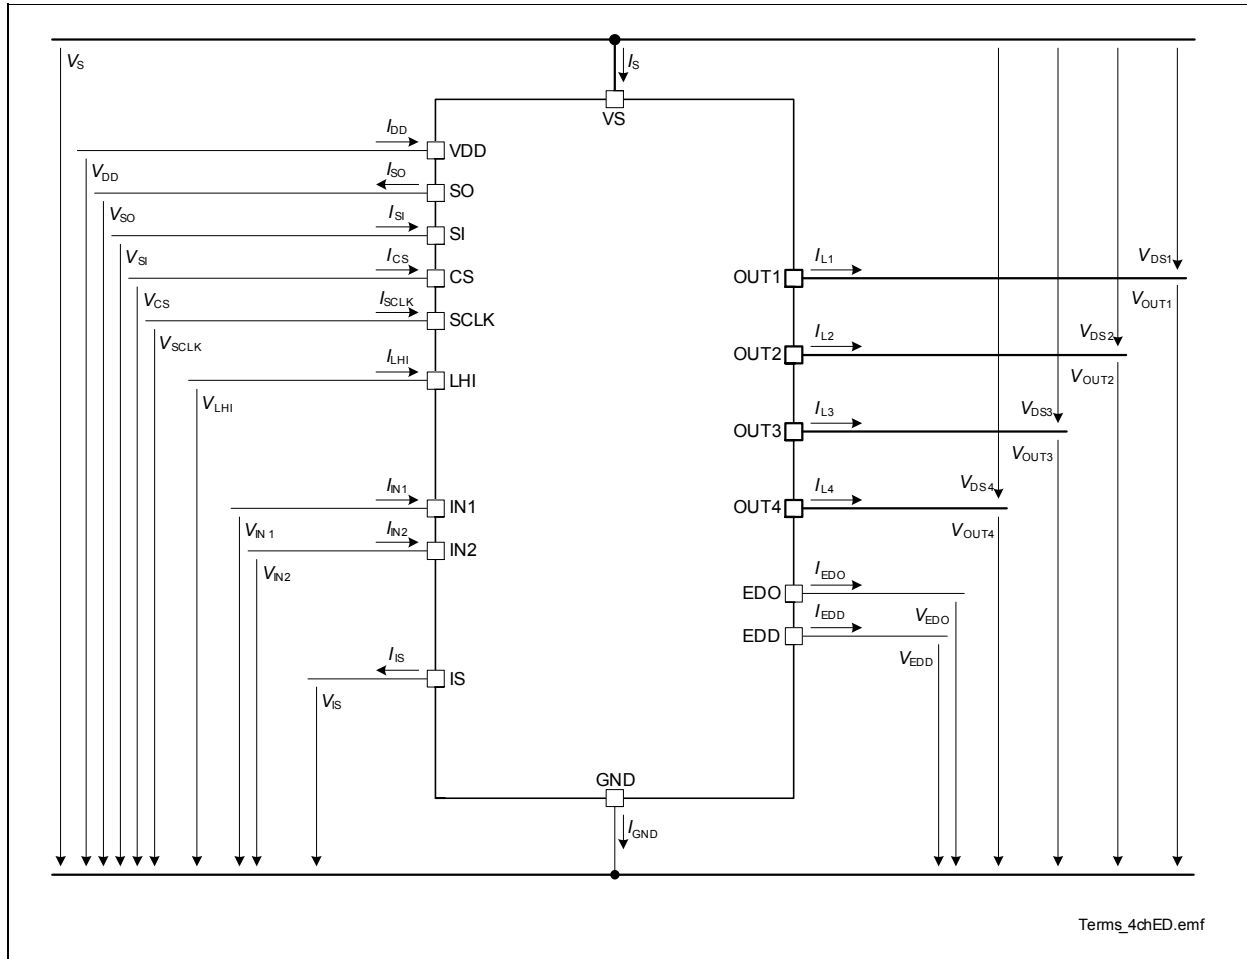 VS
IS
VS
IDD
VDD
VDD
ISO
SO
VSO
ISI
SI
VSI
ICS
CS
VCS
ISCLK
SCLK
VSCLK
ILHI
LHI
VLHI
IIN1
IN1
VIN 1
IIN2
IN2
VIN2
IIS
IS
VIS
OUT1
IL1
VDS1
VOUT1
OUT2
IL2
VDS2
VOUT2
OUT3
IL3
VDS3
VOUT3
OUT4
IL4
VDS4
VOUT4
EDO
IEDO
VEDO
EDD
IEDD
VEDD
GND
IGND
Terms_4chED.emf